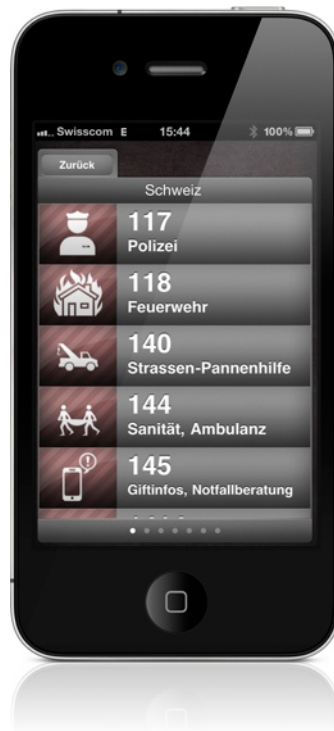 Swisscom E 15:44 100%
Zurück
Schweiz
117
Polizei
118
Feuerwehr
140
Strassen-Pannenhilfe
144
Sanität, Ambulanz
145
Giftinfos, Notfallberatung